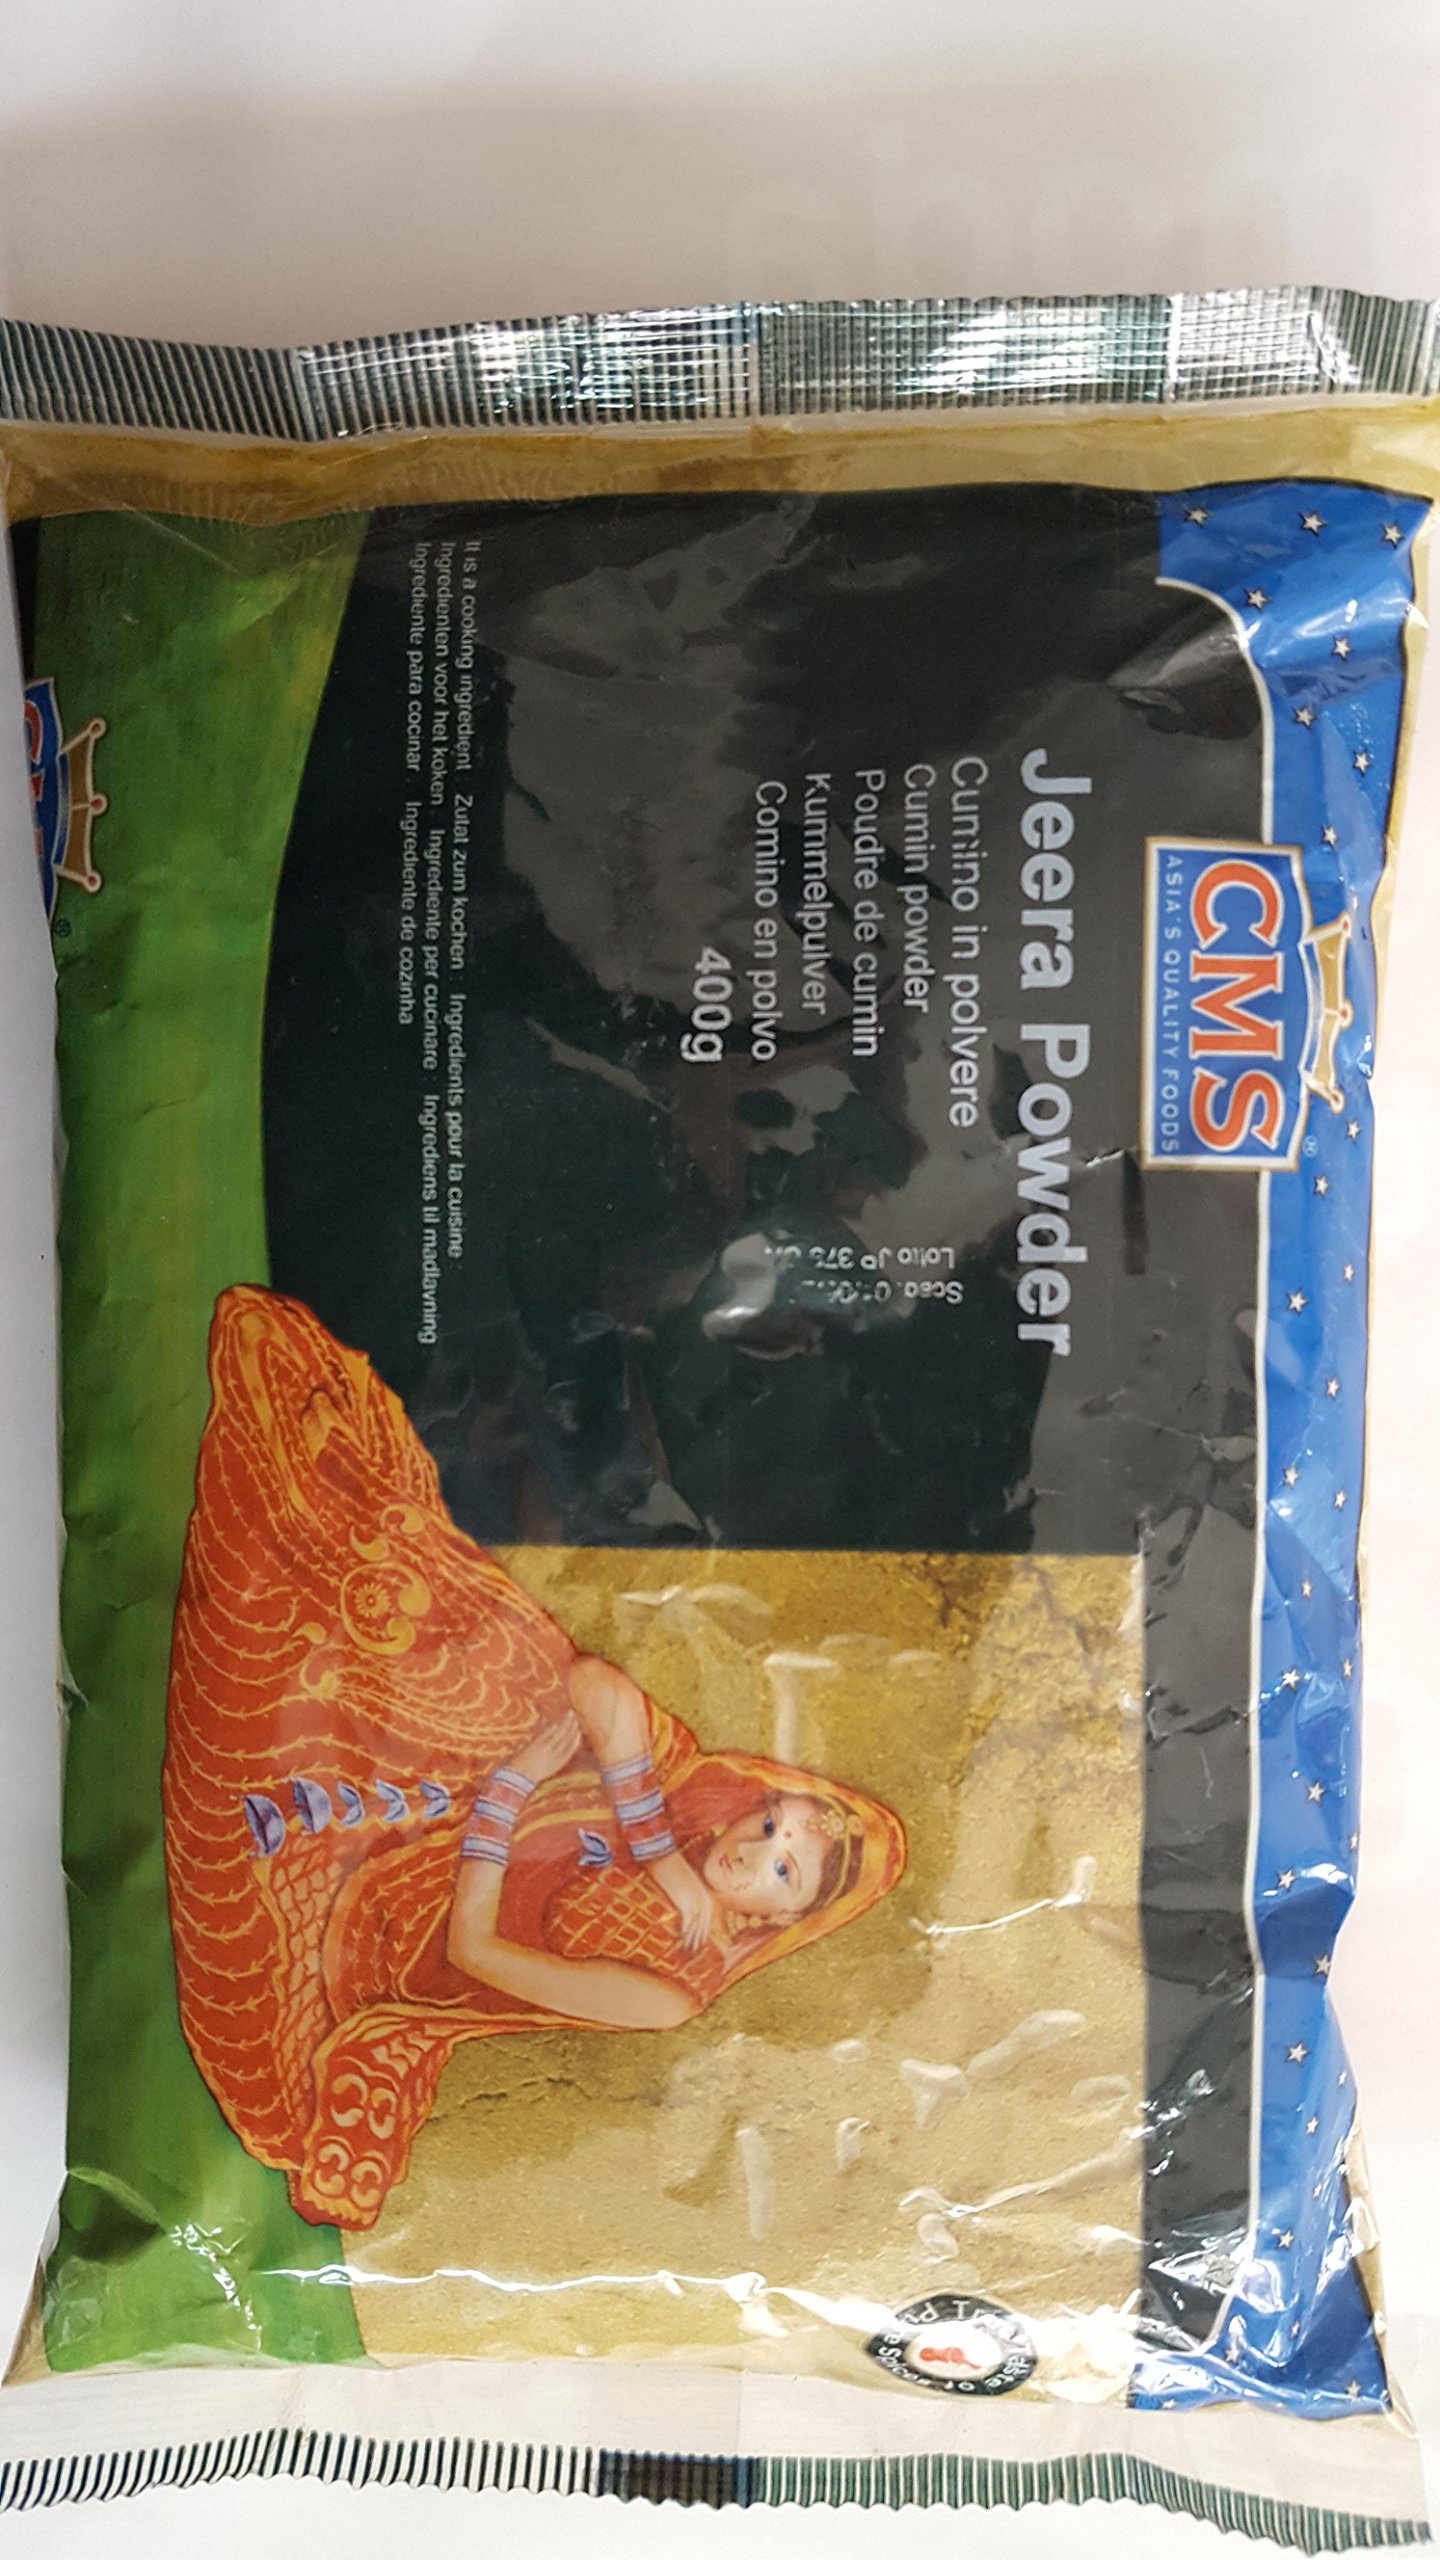 CMS
®
ASIA'S QUALITY FOODS
Jeera Powder
Cumino in polvere
Cumin powder
Poudre de cumin
Kummelpulver
Comino en polvo
400g
Lotto JP
It is a cooking ingredient : Zutat zum kochen : Ingredients pour la cuisine :
Ingredienten voor het koken : Ingrediente per cucinare : Ingrediens til madlavning
Ingrediente para cocinar . Ingrediente de cozinha
®